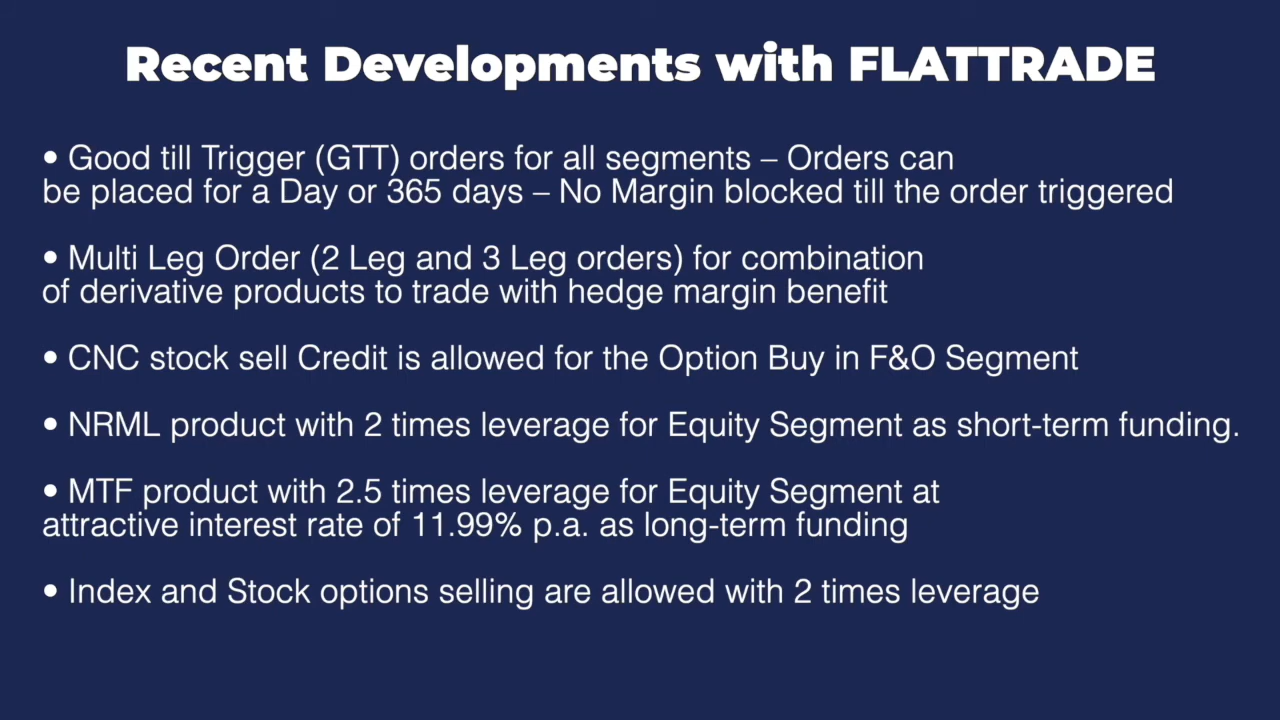 Recent Developments with FLATTRADE
• Good till Trigger (GTT) orders for all segments – Orders can
be placed for a Day or 365 days – No Margin blocked till the order triggered
• Multi Leg Order (2 Leg and 3 Leg orders) for combination
of derivative products to trade with hedge margin benefit
• CNC stock sell Credit is allowed for the Option Buy in F&O Segment
• NRML product with 2 times leverage for Equity Segment as short-term funding.
• MTF product with 2.5 times leverage for Equity Segment at
attractive interest rate of 11.99% p.a. as long-term funding
• Index and Stock options selling are allowed with 2 times leverage